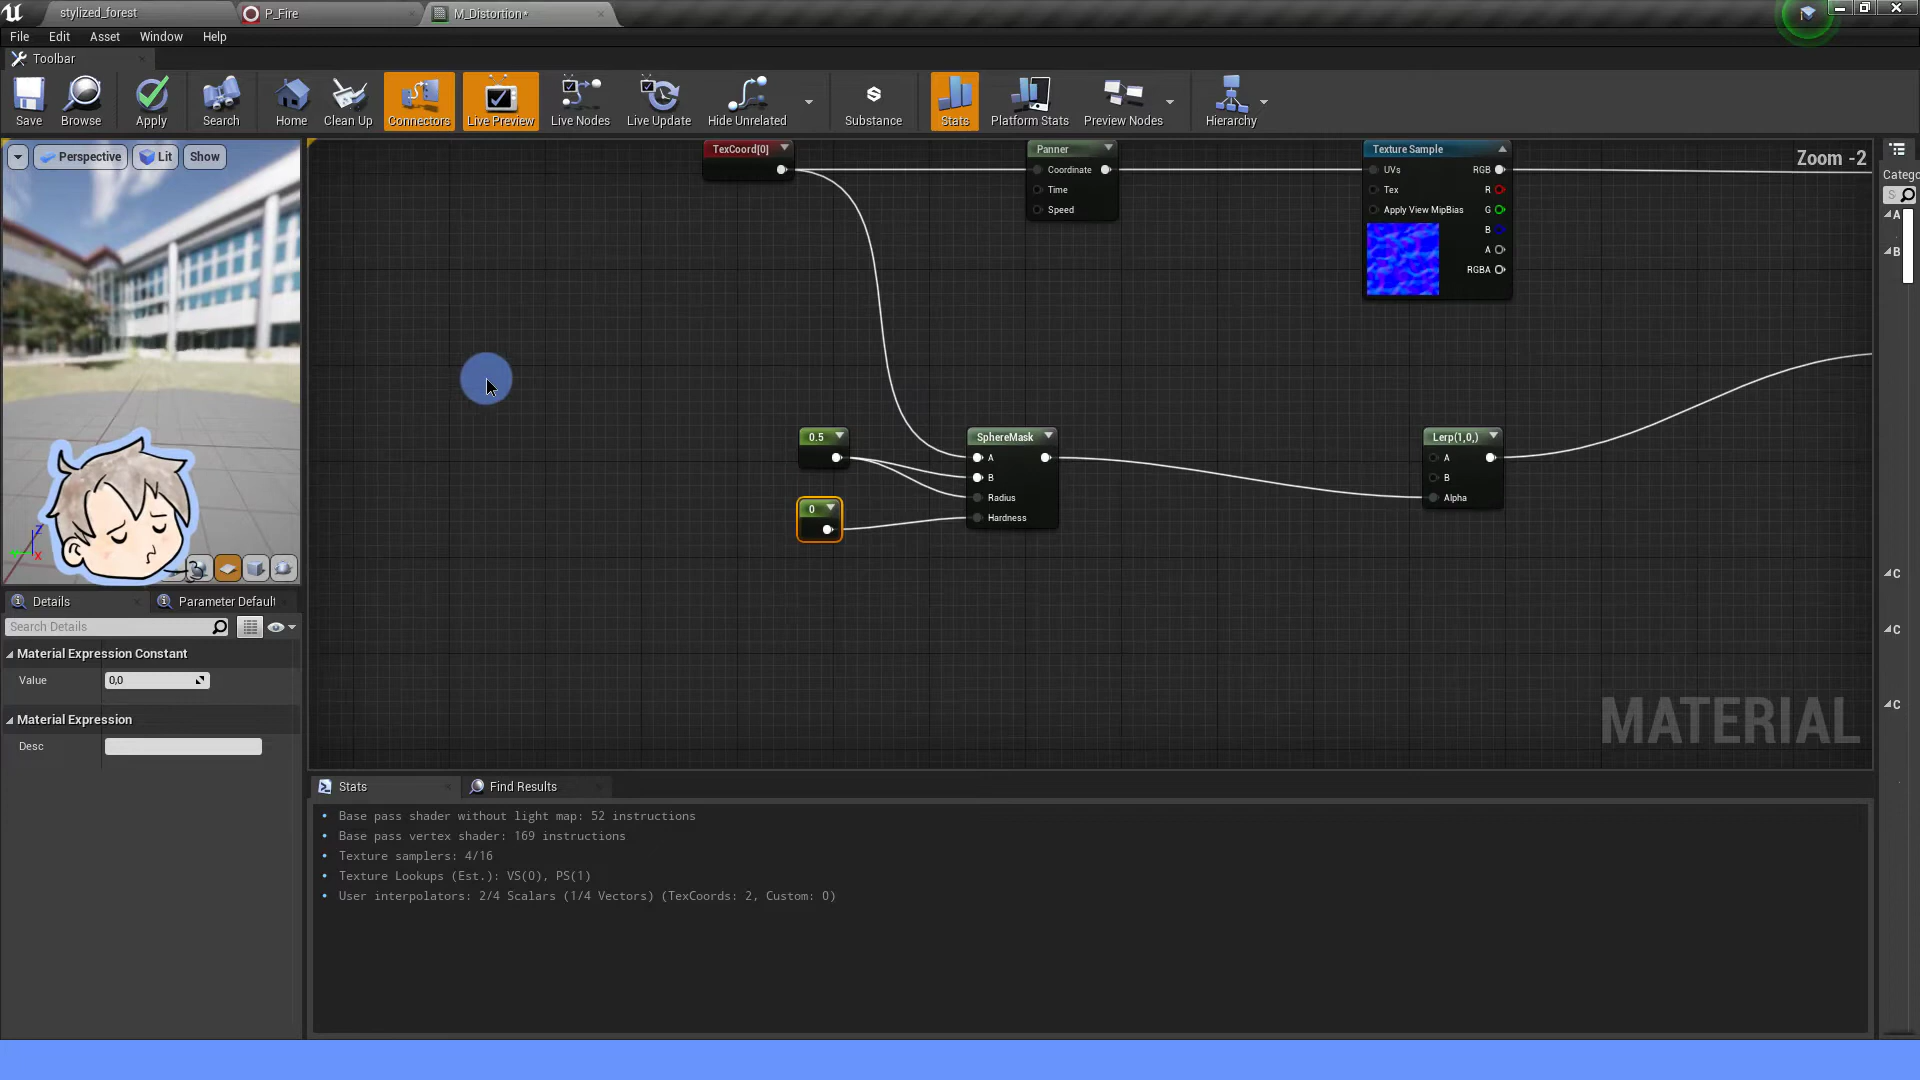 stylized_forest
P_Fire
M_Distortion*
File Edit Asset Window Help
Toolbar
Save Browse Apply Search Home Clean Up Connectors Live Preview Live Nodes Live Update Hide Unrelated Substance Stats Platform Stats Preview Nodes Hierarchy
Perspective Lit Show
Zoom -2
Catego
S
A
B
C
C
C
TexCoord[0]
Panner
Coordinate
Time
Speed
Texture Sample
UVs RGB
Tex R
Apply View MipBias G
B
A
RGBA
0.5
0
SphereMask
A
B
Radius
Hardness
Lerp(1,0,)
A
B
Alpha
MATERIAL
Z
X
Details Parameter Default
Search Details
Material Expression Constant
Value 0,0
Material Expression
Desc
Stats Find Results
Base pass shader without light map: 52 instructions
Base pass vertex shader: 169 instructions
Texture samplers: 4/16
Texture Lookups (Est.): VS(0), PS(1)
User interpolators: 2/4 Scalars (1/4 Vectors) (TexCoords: 2, Custom: 0)